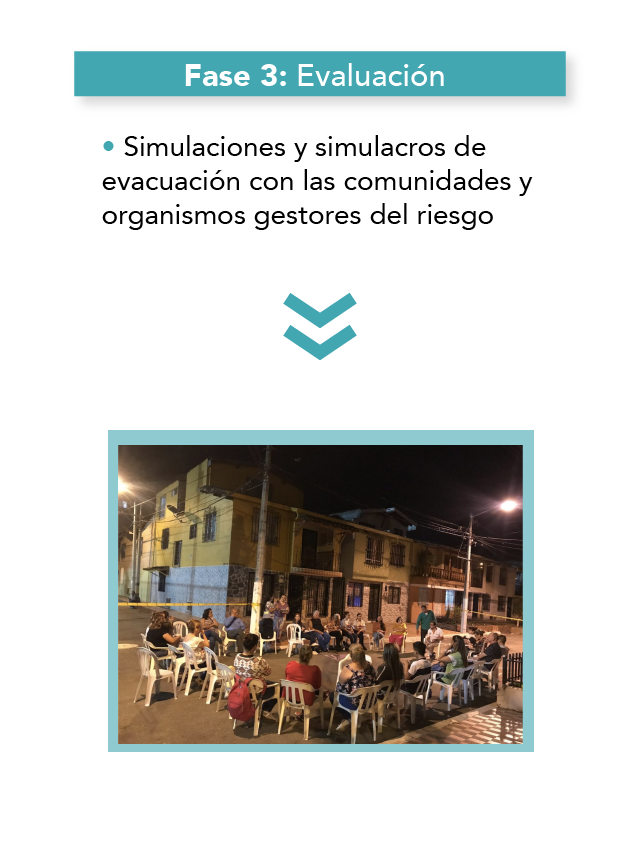 Fase 3: Evaluación
• Simulaciones y simulacros de
evacuación con las comunidades y
organismos gestores del riesgo